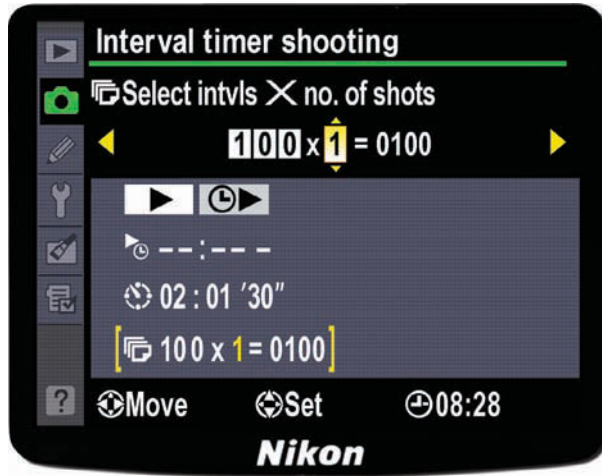 Interval timer shooting
Select intvls X no. of shots
100 x 1 = 0100
--:-- -
02 : 01 ′30″
100 x 1 = 0100
? Move Set 08:28
Nikon